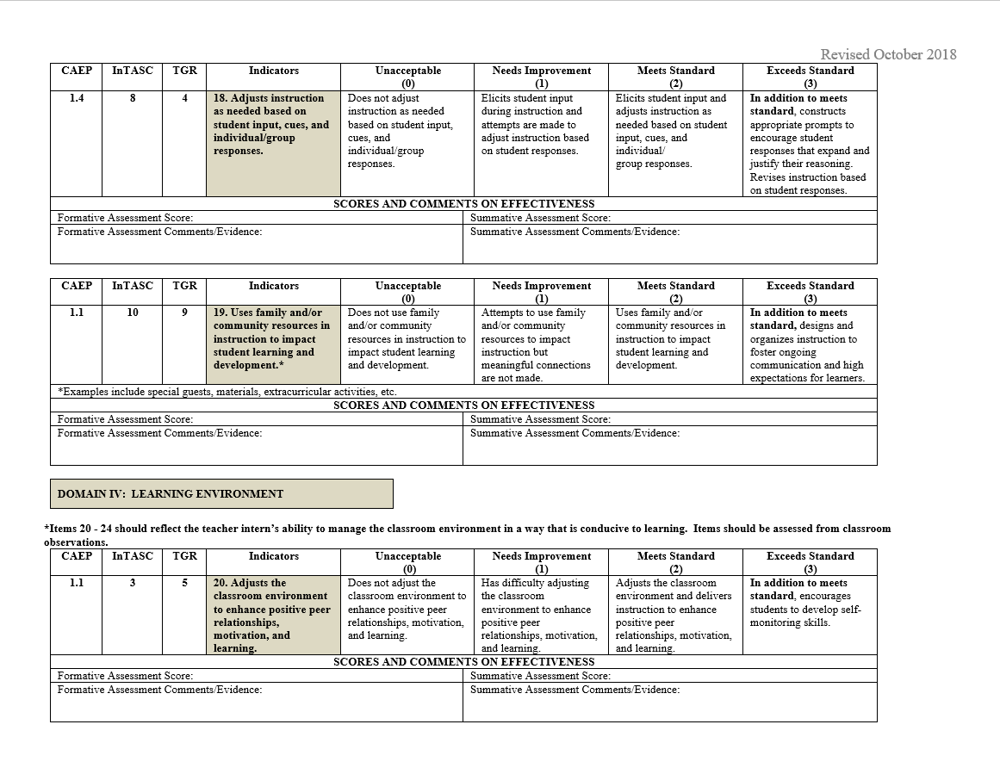 Revised October 2018
CAEP InTASC TGR Indicators Unacceptable (0) Needs Improvement (1) Meets Standard (2) Exceeds Standard (3)
1.4
8
4
18. Adjusts instruction
as needed based on
student input, cues, and
individual/group
responses.
Does not adjust
instruction as needed
based on student input,
cues, and
individual/group
responses.
Elicits student input
during instruction and
attempts are made to
adjust instruction based
on student responses.
Elicits student input and
adjusts instruction as
needed based on student
input, cues, and
individual/
group responses.
In addition to meets
standard, constructs
appropriate prompts to
encourage student
responses that expand and
justify their reasoning.
Revises instruction based
on student responses.
SCORES AND COMMENTS ON EFFECTIVENESS
Formative Assessment Score:
Summative Assessment Score:
Formative Assessment Comments/Evidence:
Summative Assessment Comments/Evidence:
CAEP InTASC TGR Indicators Unacceptable (0) Needs Improvement (1) Meets Standard (2) Exceeds Standard (3)
1.1
10
9
19. Uses family and/or
community resources in
instruction to impact
student learning and
development.*
Does not use family
and/or community
resources in instruction to
impact student learning
and development.
Attempts to use family
and/or community
resources to impact
instruction but
meaningful connections
are not made.
Uses family and/or
community resources in
instruction to impact
student learning and
development.
In addition to meets
standard, designs and
organizes instruction to
foster ongoing
communication and high
expectations for learners.
*Examples include special guests, materials, extracurricular activities, etc.
SCORES AND COMMENTS ON EFFECTIVENESS
Formative Assessment Score:
Summative Assessment Score:
Formative Assessment Comments/Evidence:
Summative Assessment Comments/Evidence:
DOMAIN IV: LEARNING ENVIRONMENT
*Items 20 - 24 should reflect the teacher intern’s ability to manage the classroom environment in a way that is conducive to learning. Items should be assessed from classroom
observations.
CAEP InTASC TGR Indicators Unacceptable (0) Needs Improvement (1) Meets Standard (2) Exceeds Standard (3)
1.1
3
5
20. Adjusts the
classroom environment
to enhance positive peer
relationships,
motivation, and
learning.
Does not adjust the
classroom environment to
enhance positive peer
relationships, motivation,
and learning.
Has difficulty adjusting
the classroom
environment to enhance
positive peer
relationships, motivation,
and learning.
Adjusts the classroom
environment and delivers
instruction to enhance
positive peer
relationships, motivation,
and learning.
In addition to meets
standard, encourages
students to develop self-
monitoring skills.
SCORES AND COMMENTS ON EFFECTIVENESS
Formative Assessment Score:
Summative Assessment Score:
Formative Assessment Comments/Evidence:
Summative Assessment Comments/Evidence: